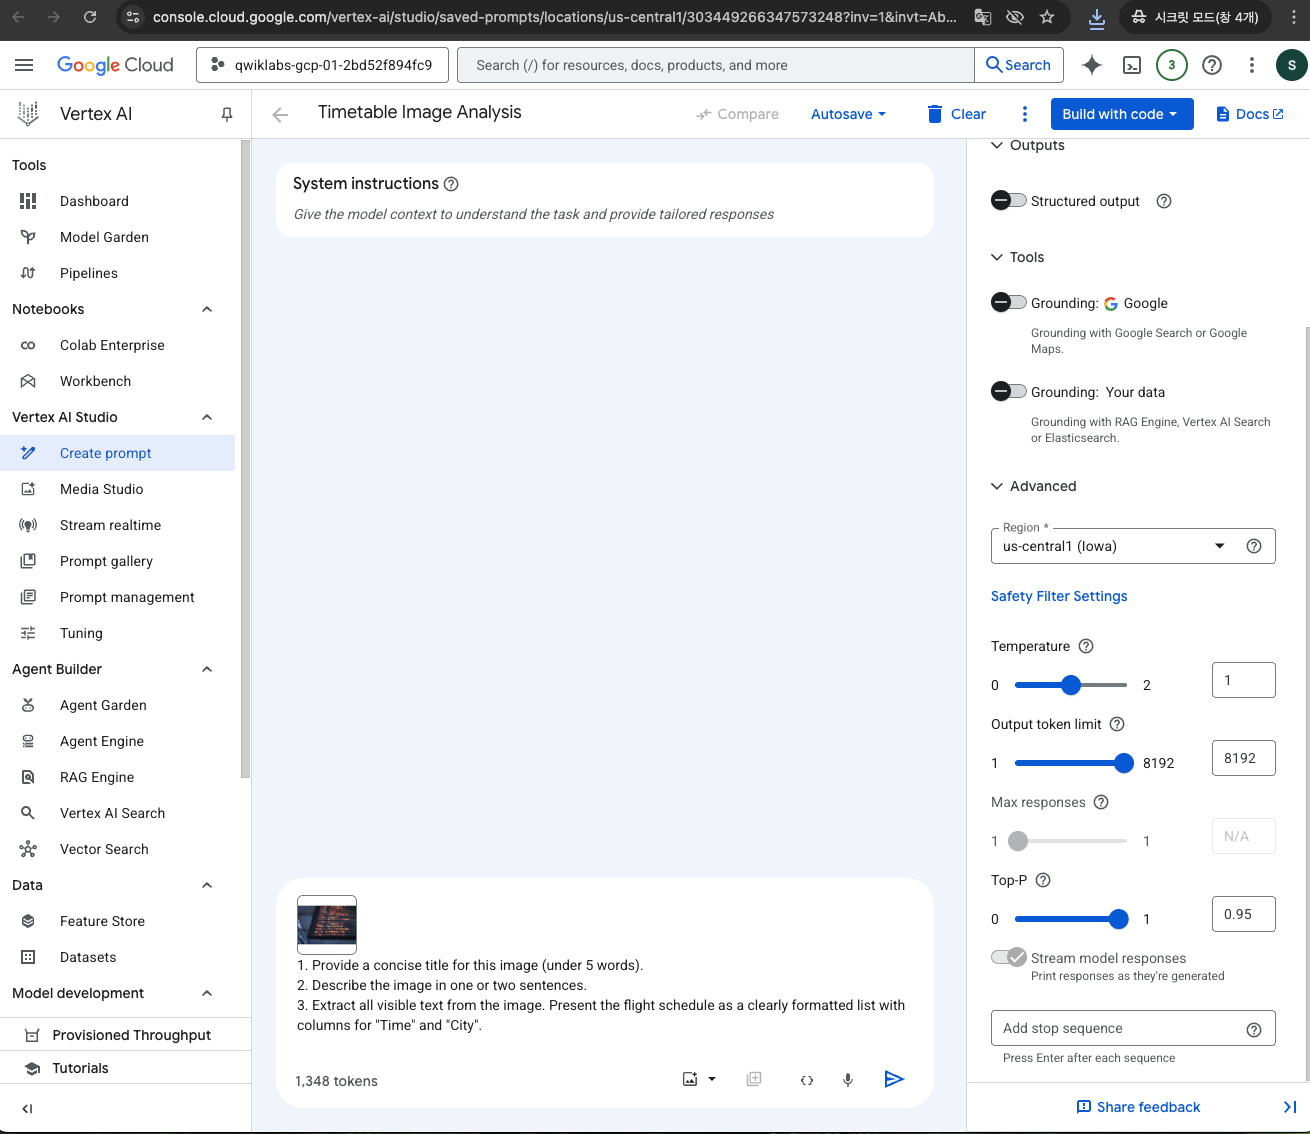 console.cloud.google.com/vertex-ai/studio/saved-prompts/locations/us-central1/3034492663475732​48?inv=1&invt=Ab...
시크릿 모드(창 4개)
Google Cloud
qwiklabs-gcp-01-2bd52f894fc9
Search (/) for resources, docs, products, and more
Search
3
S
Vertex AI
Timetable Image Analysis
Compare
Autosave
Clear
Build with code
Docs
Tools
Dashboard
Model Garden
Pipelines
Notebooks
Colab Enterprise
Workbench
Vertex AI Studio
Create prompt
Media Studio
Stream realtime
Prompt gallery
Prompt management
Tuning
Agent Builder
Agent Garden
Agent Engine
RAG Engine
Vertex AI Search
Vector Search
Data
Feature Store
Datasets
Model development
Provisioned Throughput
Tutorials
System instructions
Give the model context to understand the task and provide tailored responses
1. Provide a concise title for this image (under 5 words).
2. Describe the image in one or two sentences.
3. Extract all visible text from the image. Present the flight schedule as a clearly formatted list with
columns for "Time" and "City".
1,348 tokens
Outputs
Structured output
Tools
Grounding: Google
Grounding with Google Search or Google
Maps.
Grounding: Your data
Grounding with RAG Engine, Vertex AI Search
or Elasticsearch.
Advanced
Region *
us-central1 (Iowa)
Safety Filter Settings
Temperature
0 2 1
Output token limit
1 8192 8192
Max responses
1 1 N/A
Top-P
0 1 0.95
Stream model responses
Print responses as they're generated
Add stop sequence
Press Enter after each sequence
Share feedback